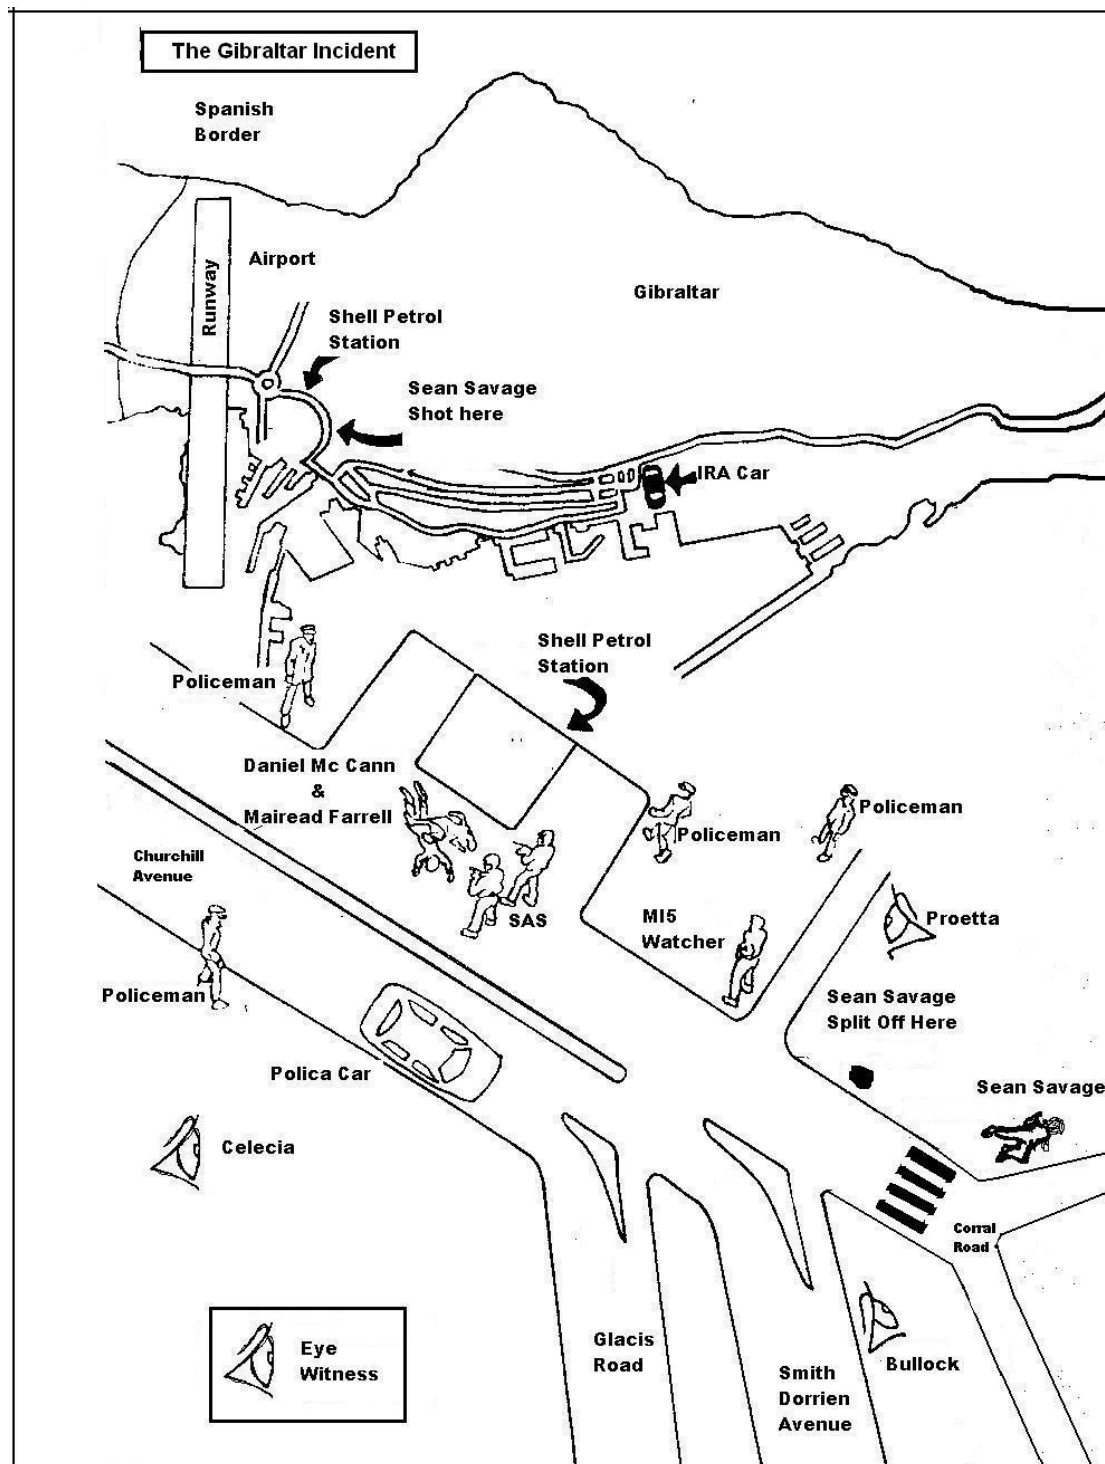 The Gibraltar Incident
Spanish
Border
Airport
Runway
Gibraltar
Shell Petrol
Station
Sean Savage
Shot here
IRA Car
Shell Petrol
Station
Policeman
Daniel Mc Cann
&
Mairead Farrell
Policeman
Policeman
Churchill
Avenue
SAS
MI5
Watcher
Proetta
Policeman
Sean Savage
Split Off Here
Polica Car
Sean Savage
Celecia
Corral
Road
Eye
Witness
Glacis
Road
Smith
Dorrien
Avenue
Bullock